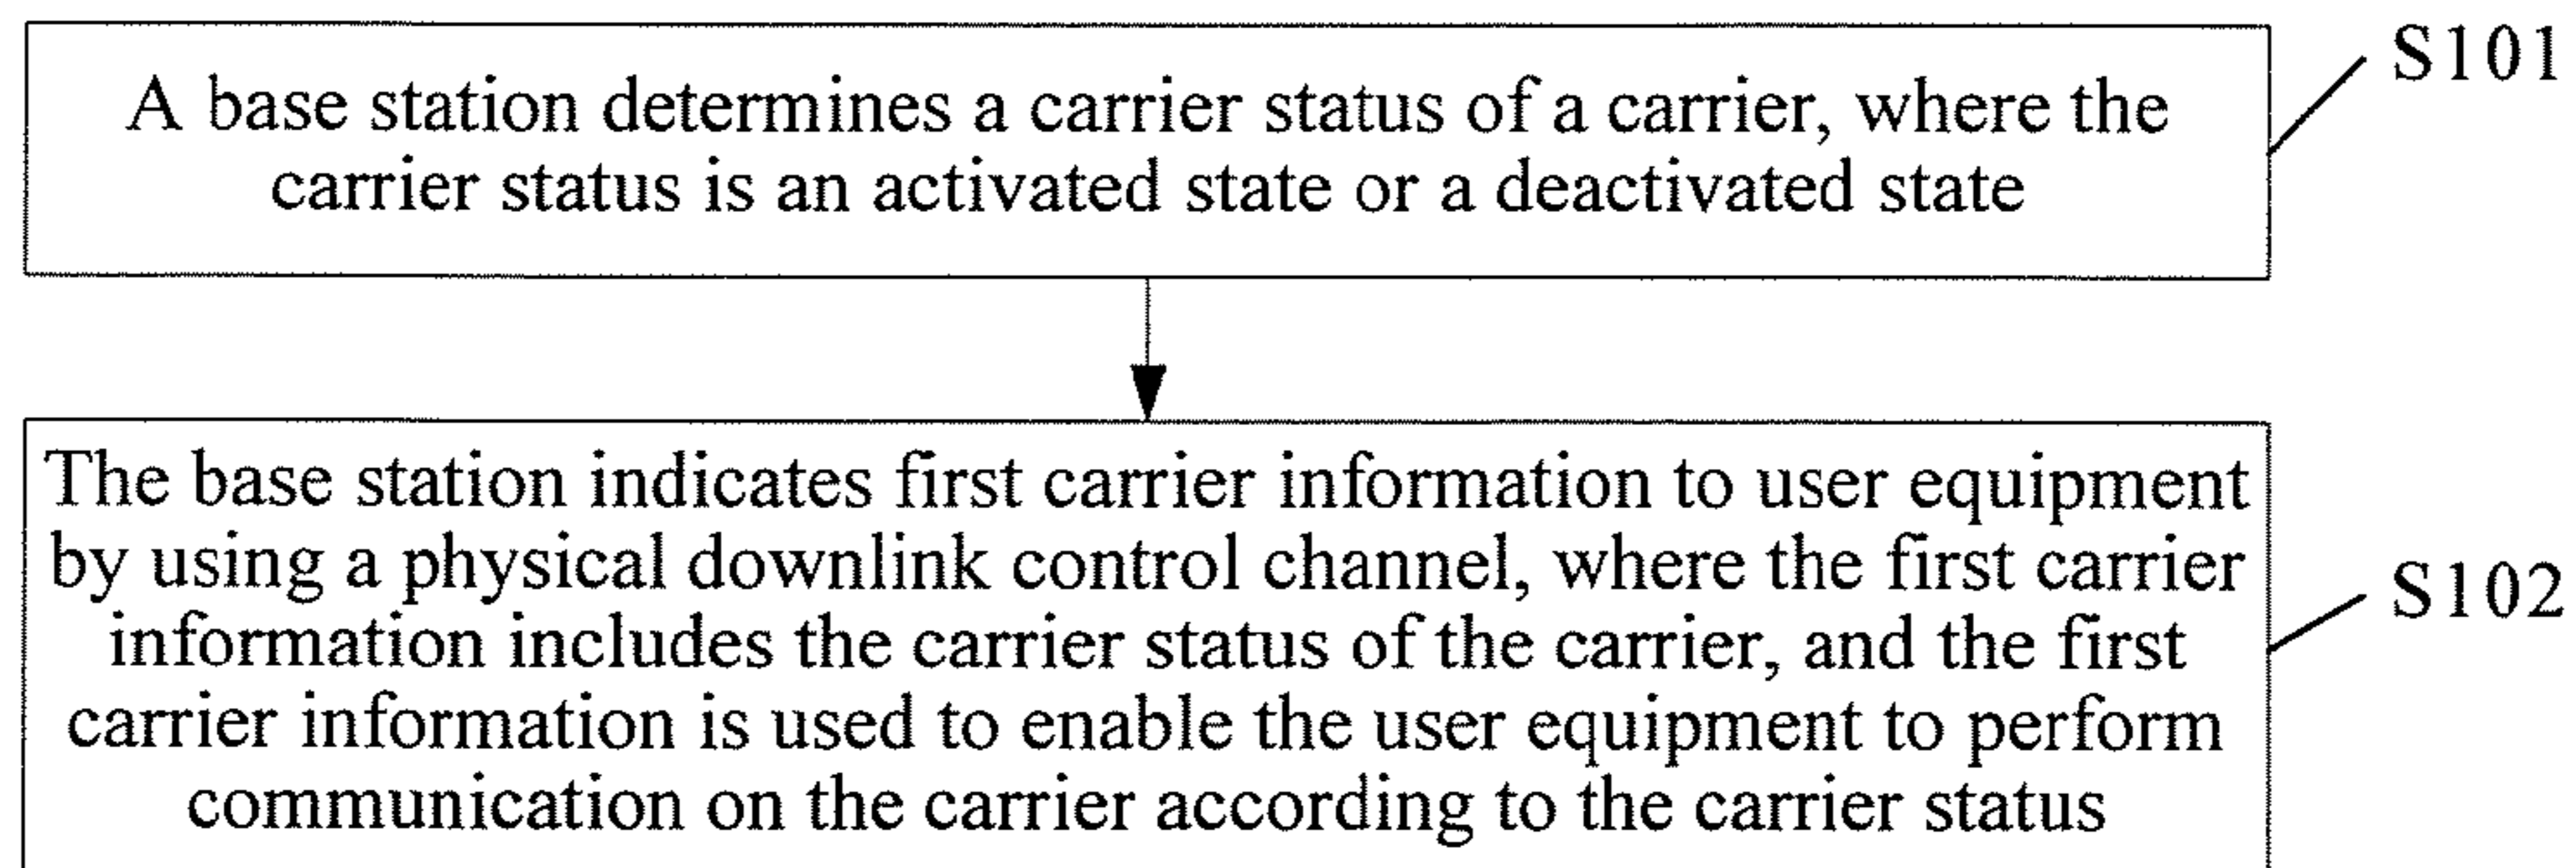 A base station determines a carrier status of a carrier, where the
carrier status is an activated state or a deactivated state
S101
The base station indicates first carrier information to user equipment
by using a physical downlink control channel, where the first carrier
information includes the carrier status of the carrier, and the first
carrier information is used to enable the user equipment to perform
communication on the carrier according to the carrier status
S102